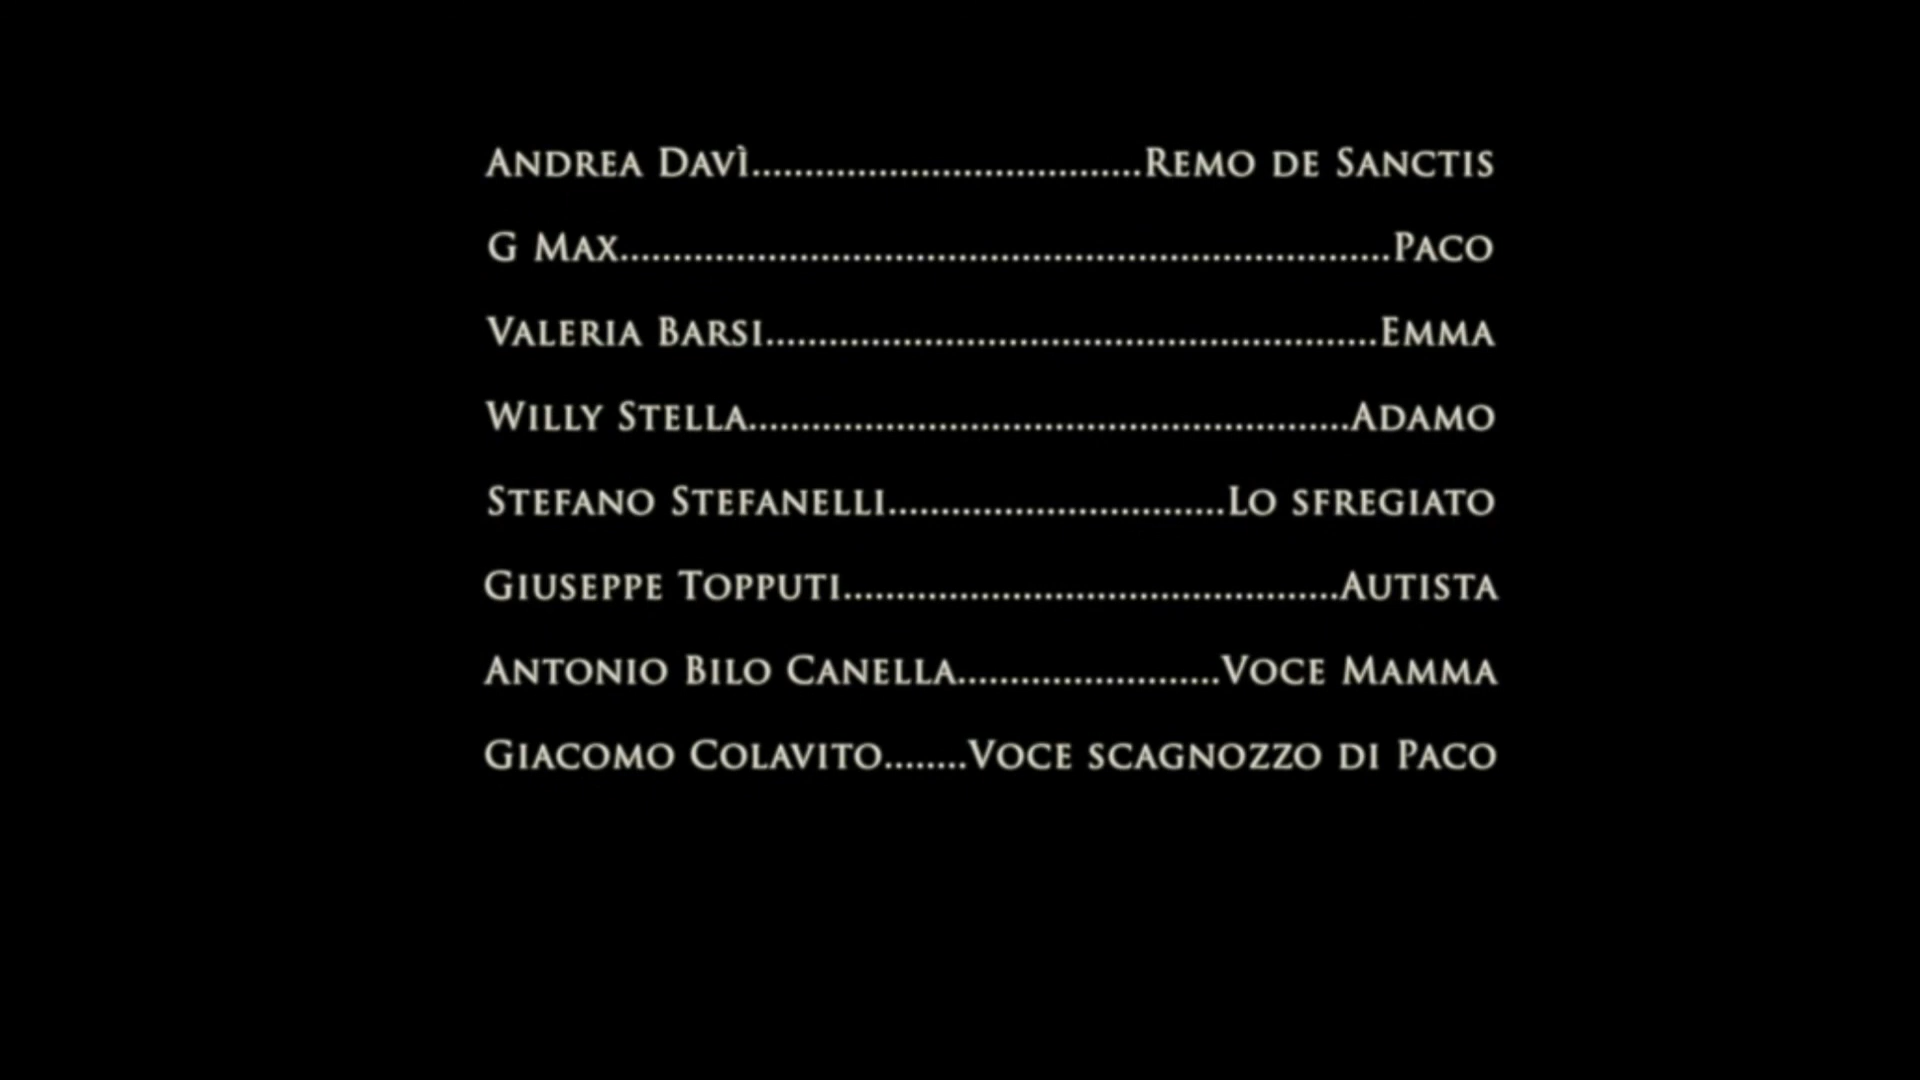 Andrea Davì.....................................Remo de Sanctis
G Max.........................................................................Paco
Valeria Barsi..........................................................Emma
Willy Stella.........................................................Adamo
Stefano Stefanelli................................Lo sfregiato
Giuseppe Topputi...............................................Autista
Antonio Bilo Canella.........................Voce Mamma
Giacomo Colavito........Voce scagnozzo di Paco